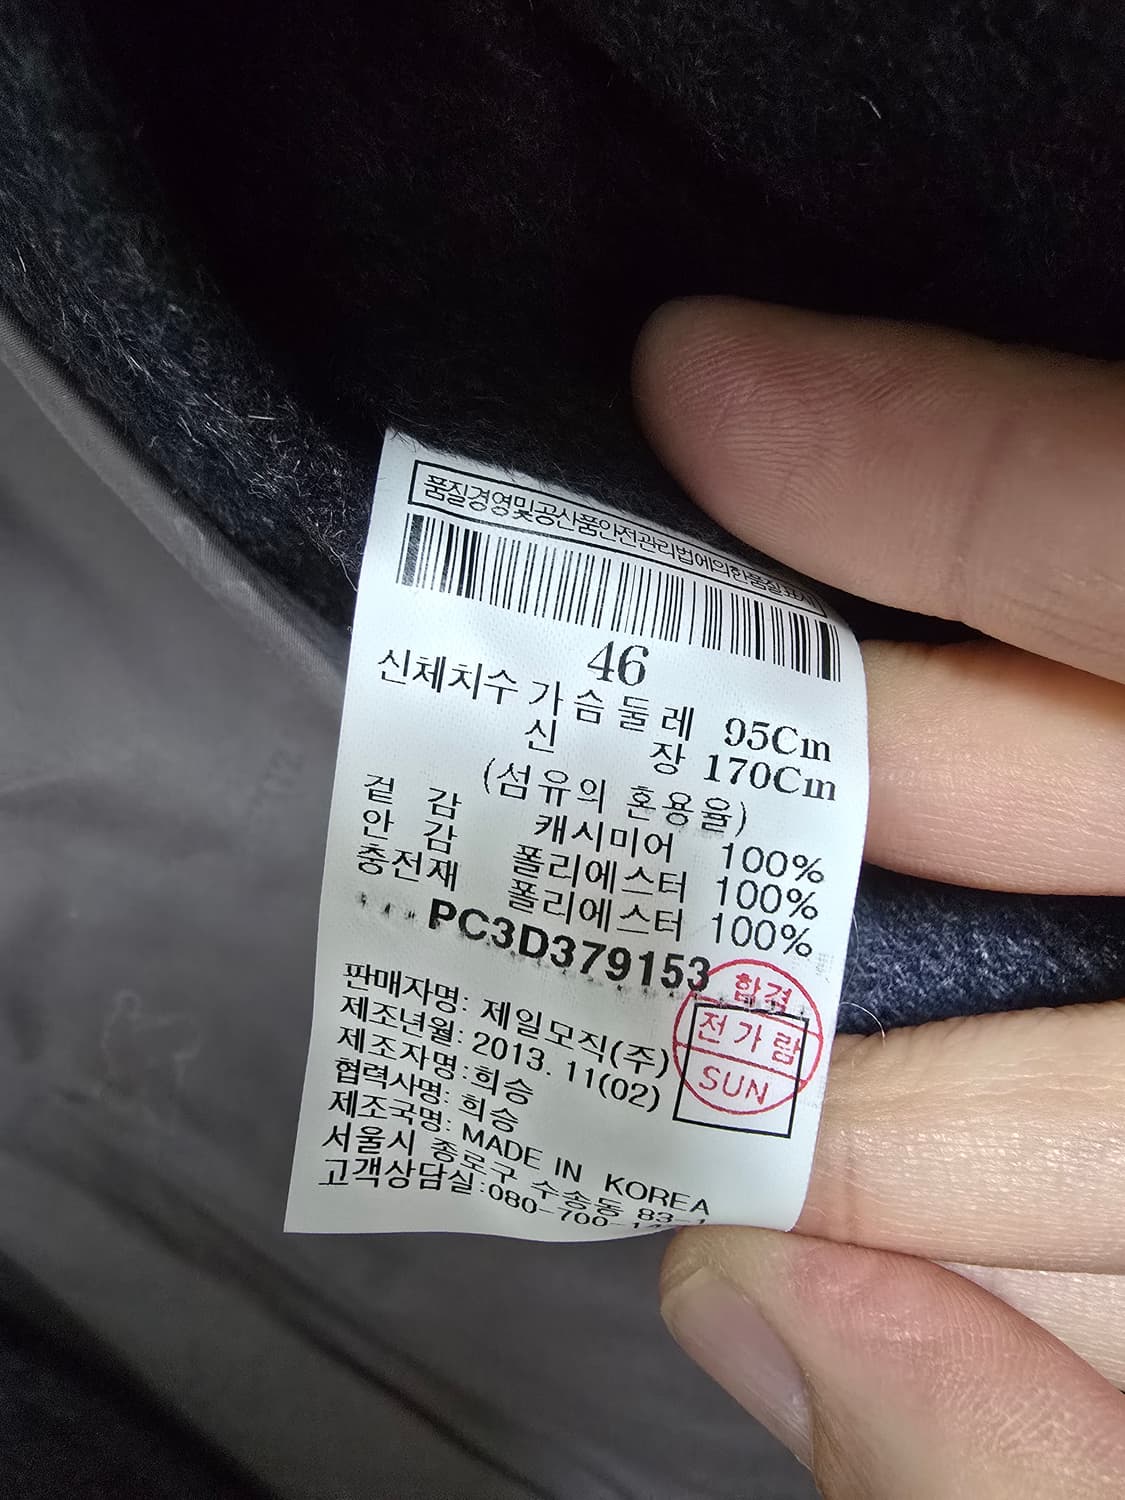 품질경영및공산품안전관리법에의한품질표시
46
신체치수 가슴둘레 95Cm
신 장 170Cm
(섬유의 혼용율)
겉 감 캐시미어 100%
안 감 폴리에스터 100%
충전재 폴리에스터 100%
PC3D379153
판매자명: 제일모직(주)
제조년월: 2013. 11(02)
제조자명: 희승
협력사명: 희승
제조국명: MADE IN KOREA
서울시 종로구 수송동 83-1
고객상담실:080-700-
합격
전가람
SUN